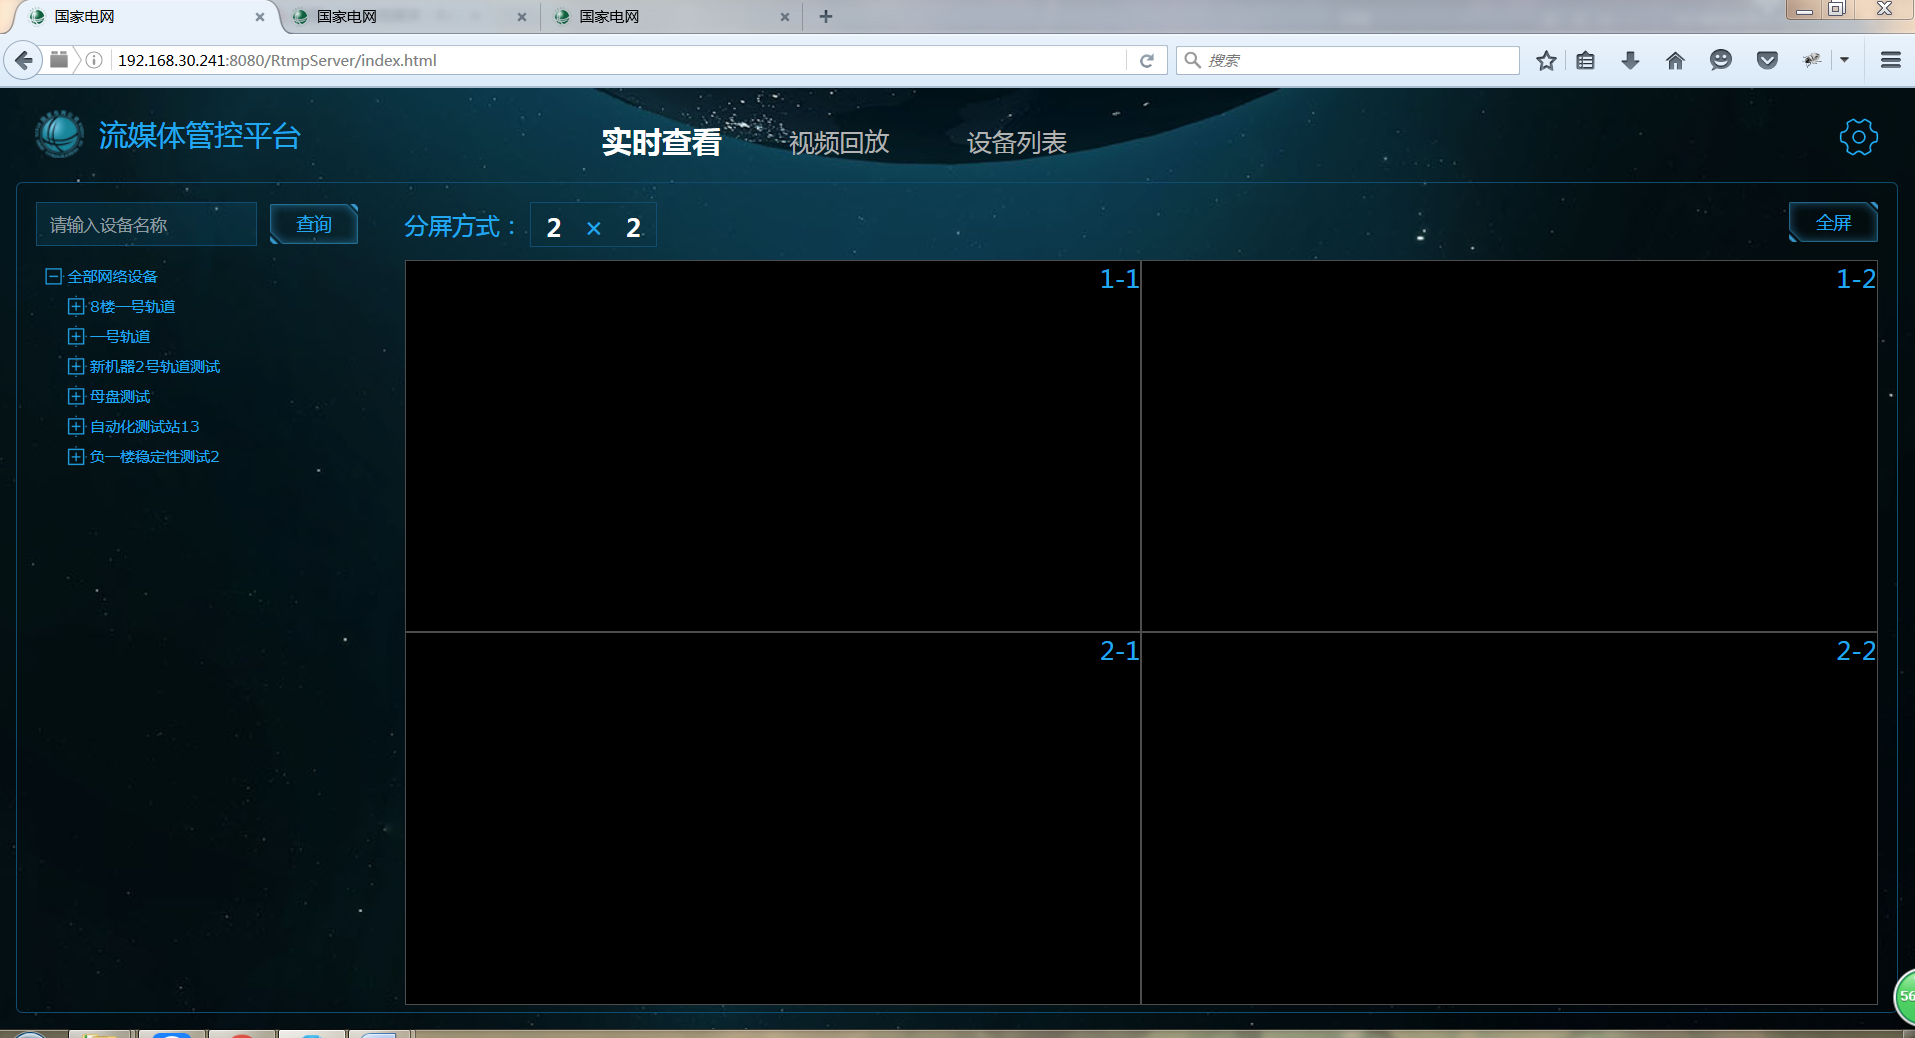 国家电网
国家电网
国家电网
192.168.30.241:8080/RtmpServer/index.html
搜索
流媒体管控平台
实时查看
视频回放
设备列表
请输入设备名称
查询
分屏方式：
2 × 2
全屏
全部网络设备
8楼一号轨道
一号轨道
新机器2号轨道测试
母盘测试
自动化测试站13
负一楼稳定性测试2
1-1
1-2
2-1
2-2
56